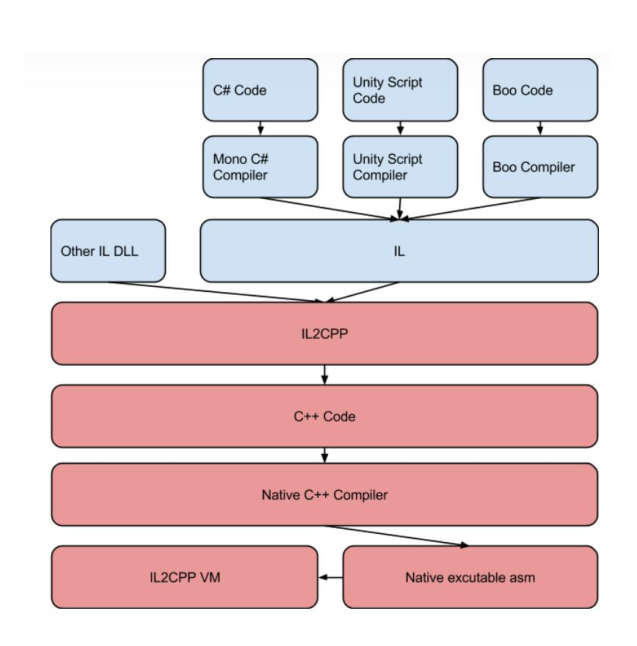 C# Code
Unity Script
Code
Boo Code
Mono C#
Compiler
Unity Script
Compiler
Boo Compiler
Other IL DLL
IL
IL2CPP
C++ Code
Native C++ Compiler
IL2CPP VM
Native excutable asm